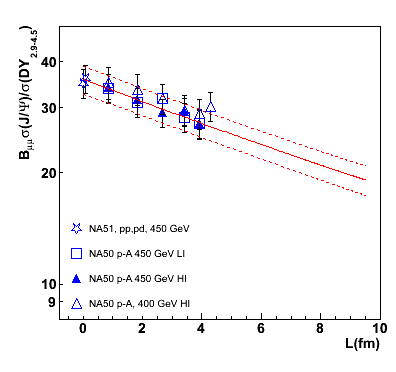 B_μμσ(J/Ψ)/σ(DY_2.9-4.5)
40
30
20
10
9
NA51, pp,pd, 450 GeV
NA50 p-A 450 GeV LI
NA50 p-A 450 GeV HI
NA50 p-A, 400 GeV HI
0 2 4 6 8 10
L(fm)